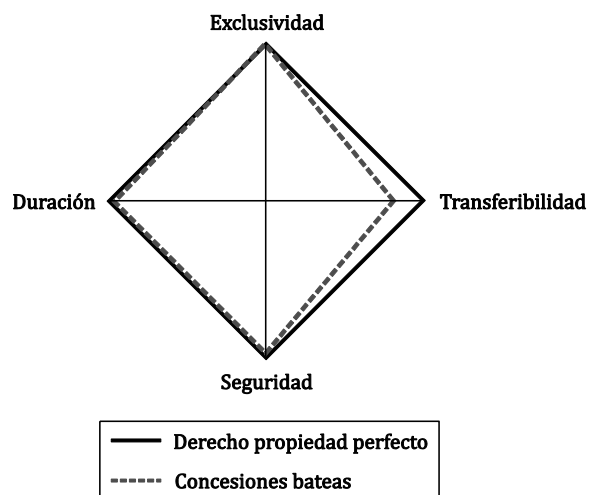 Exclusividad
Duración
Transferibilidad
Seguridad
Derecho propiedad perfecto
Concesiones bateas